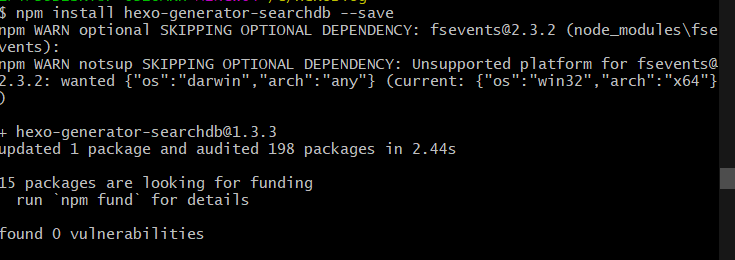 $ npm install hexo-generator-searchdb --save
npm WARN optional SKIPPING OPTIONAL DEPENDENCY: fsevents@2.3.2 (node_modules\fse
vents):
npm WARN notsup SKIPPING OPTIONAL DEPENDENCY: Unsupported platform for fsevents@
2.3.2: wanted {"os":"darwin","arch":"any"} (current: {"os":"win32","arch":"x64"}
)
+ hexo-generator-searchdb@1.3.3
updated 1 package and audited 198 packages in 2.44s
15 packages are looking for funding
run `npm fund` for details
found 0 vulnerabilities